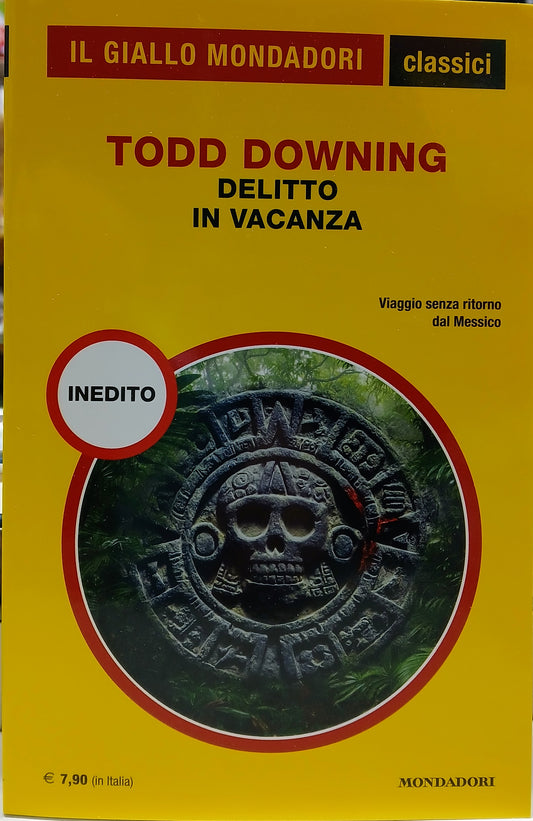 IL GIALLO MONDADORI classici
TODD DOWNING
DELITTO
IN VACANZA
Viaggio senza ritorno
dal Messico
INEDITO
€ 7,90 (in Italia)
MONDADORI